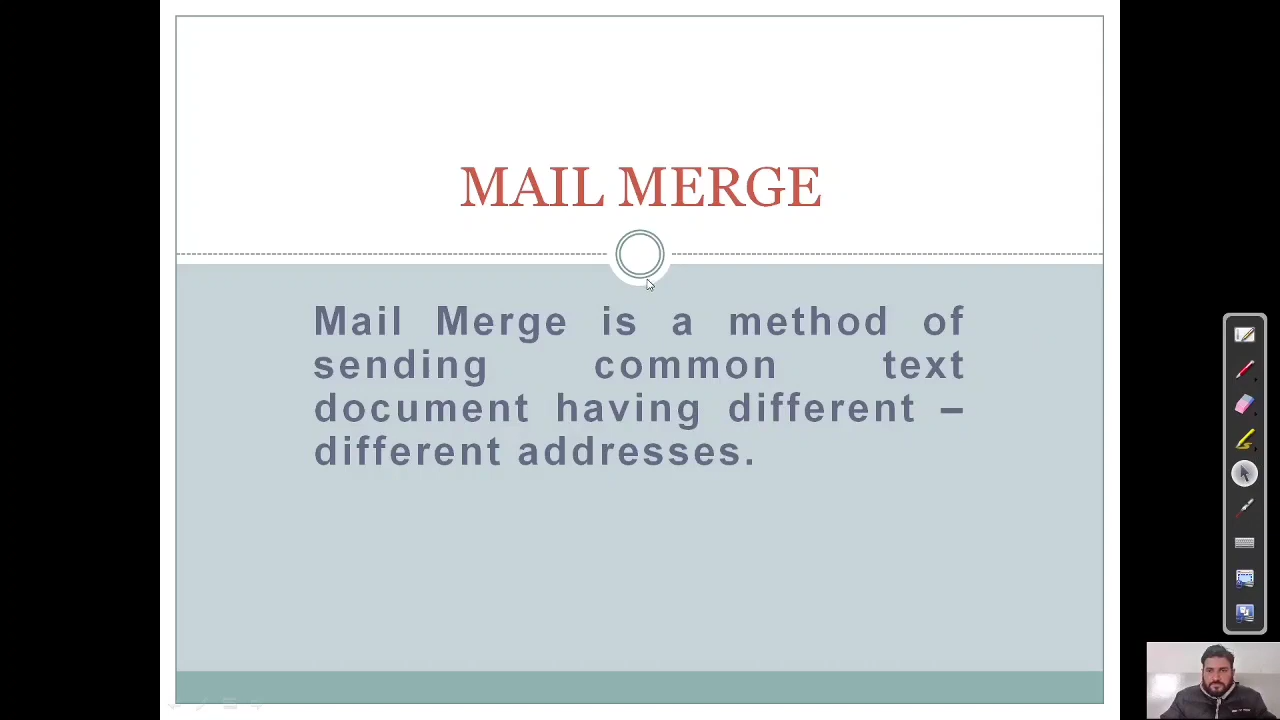 MAIL MERGE
Mail Merge is a method of
sending common text
document having different –
different addresses.